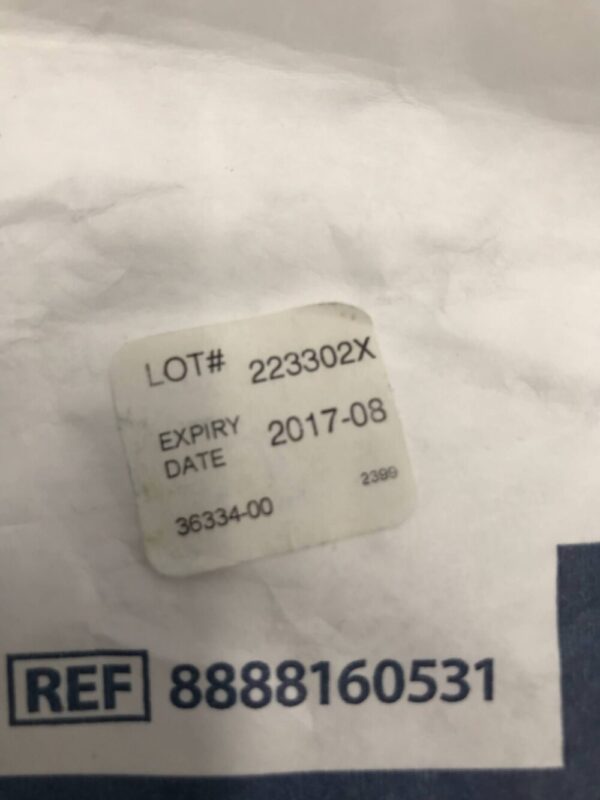 LOT# 223302X
EXPIRY DATE 2017-08
36334-00 2399
REF 8888160531